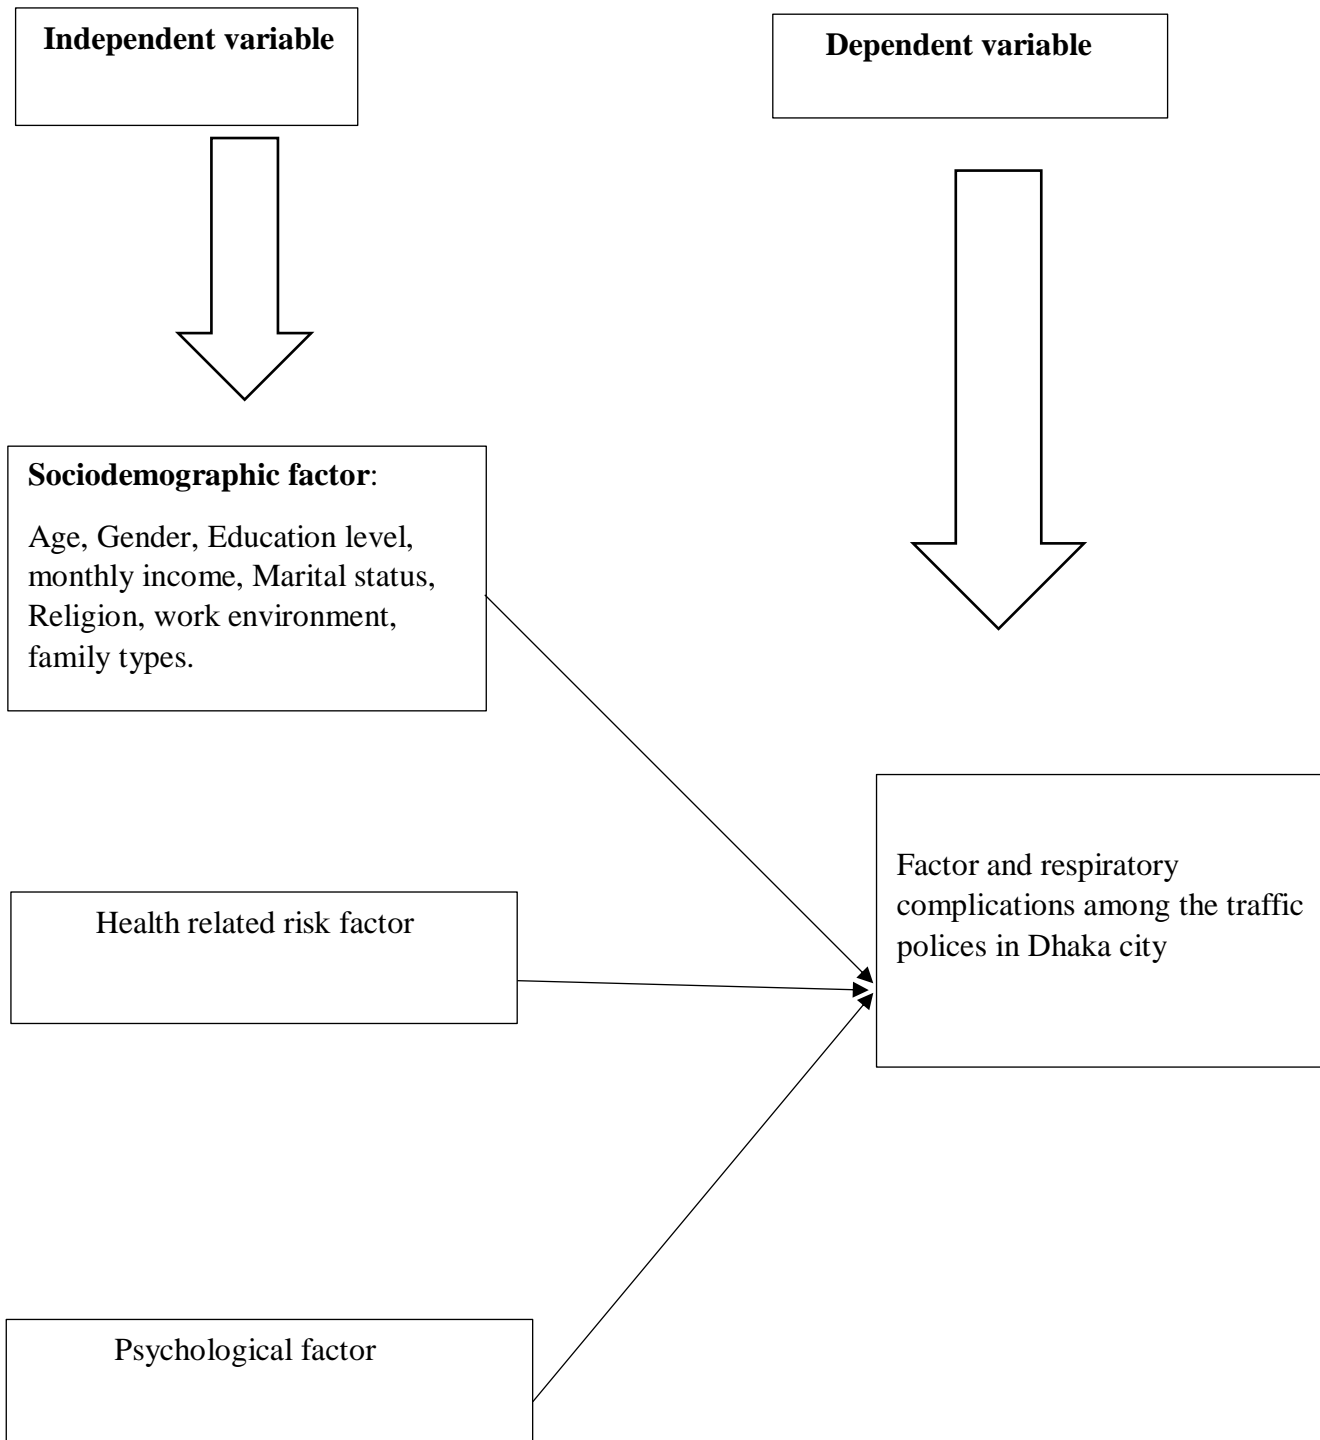 Independent variable
Dependent variable
Sociodemographic factor:
Age, Gender, Education level,
monthly income, Marital status,
Religion, work environment,
family types.
Factor and respiratory
complications among the traffic
polices in Dhaka city
Health related risk factor
Psychological factor